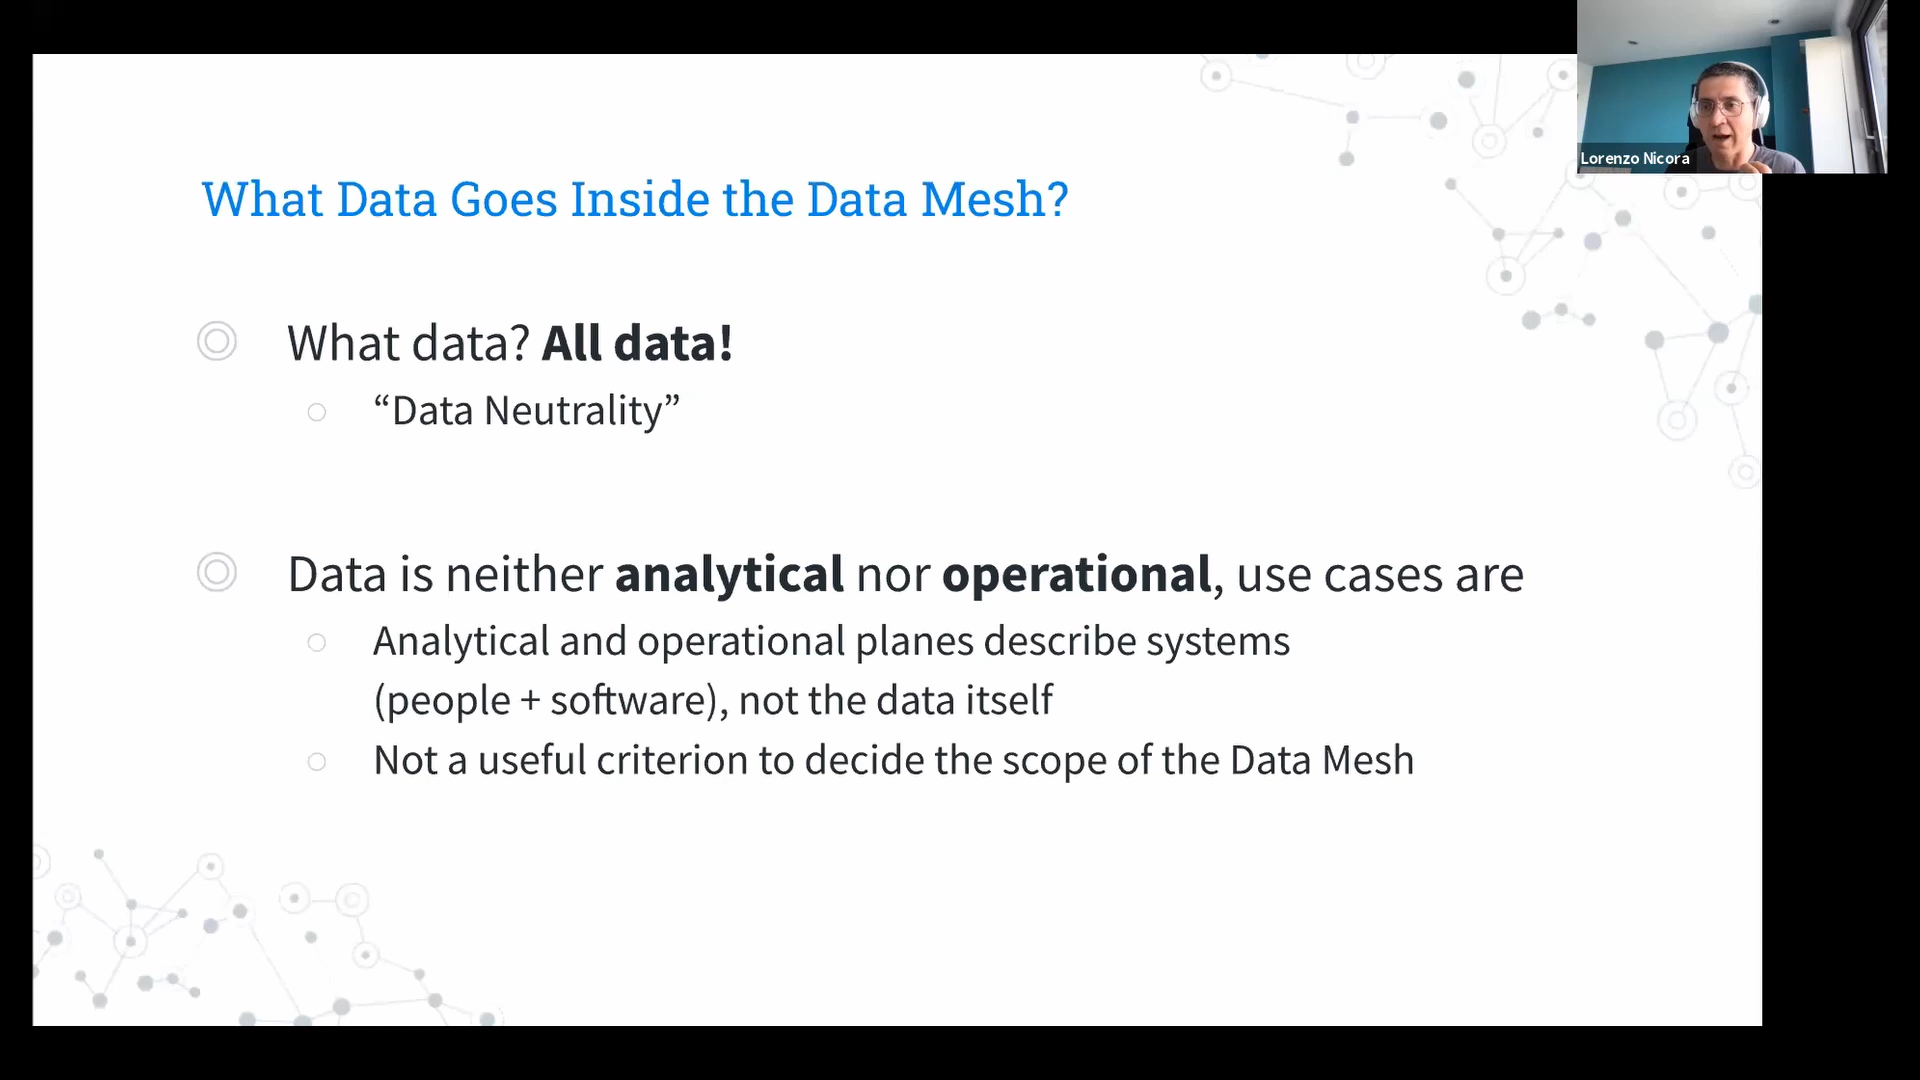 Lorenzo Nicora
What Data Goes Inside the Data Mesh?
What data? All data!
“Data Neutrality”
Data is neither analytical nor operational, use cases are
Analytical and operational planes describe systems
(people + software), not the data itself
Not a useful criterion to decide the scope of the Data Mesh